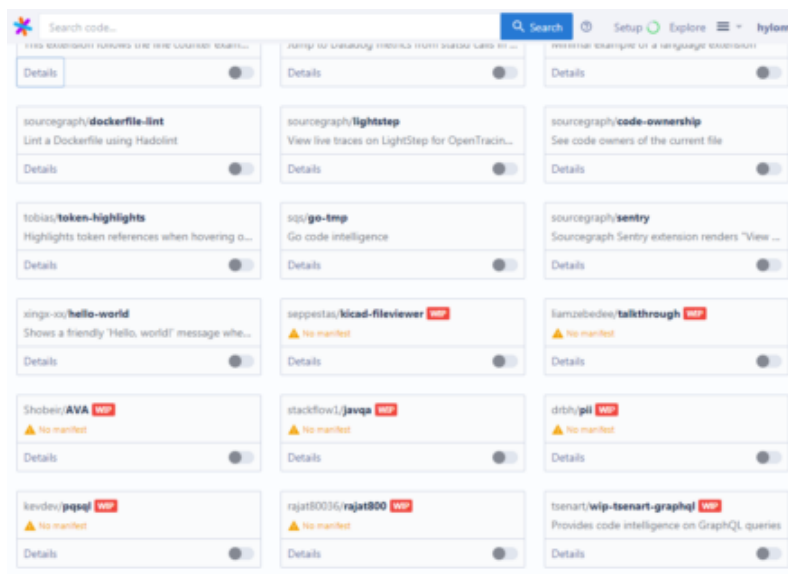 Search code...
Search
Setup
Explore
This extension follows the line counter exam...
Jump to Datadog metrics from statsd calls in ...
Minimal example of a language extension
Details
Details
Details
sourcegraph/dockerfile-lint
sourcegraph/lightstep
sourcegraph/code-ownership
Lint a Dockerfile using Hadolint
View live traces on LightStep for OpenTracin...
See code owners of the current file
Details
Details
Details
tobias/token-highlights
sqs/go-tmp
sourcegraph/sentry
Highlights token references when hovering o...
Go code intelligence
Sourcegraph Sentry extension renders "View ...
Details
Details
Details
xingx-xx/hello-world
seppestas/kicad-fileviewer WIP
liamzebedee/talkthrough WIP
Shows a friendly 'Hello, world!' message whe...
No manifest
No manifest
Details
Details
Details
Shobeir/AVA WIP
stackflow1/javqa WIP
drbh/pii WIP
No manifest
No manifest
No manifest
Details
Details
Details
kevdev/pqsql WIP
rajat80036/rajat800 WIP
tsenart/wip-tsenart-graphql WIP
No manifest
No manifest
Provides code intelligence on GraphQL queries
Details
Details
Details